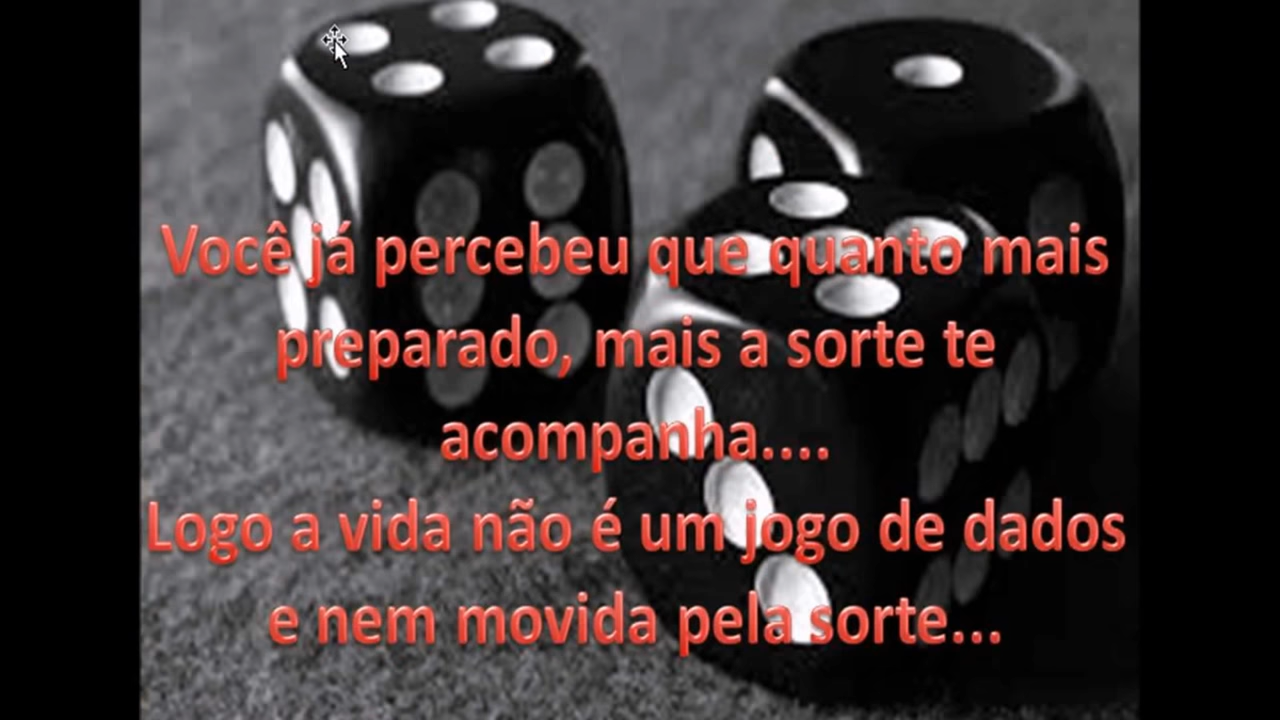 Você já percebeu que quanto mais
preparado, mais a sorte te
acompanha....
Logo a vida não é um jogo de dados
e nem movida pela sorte...